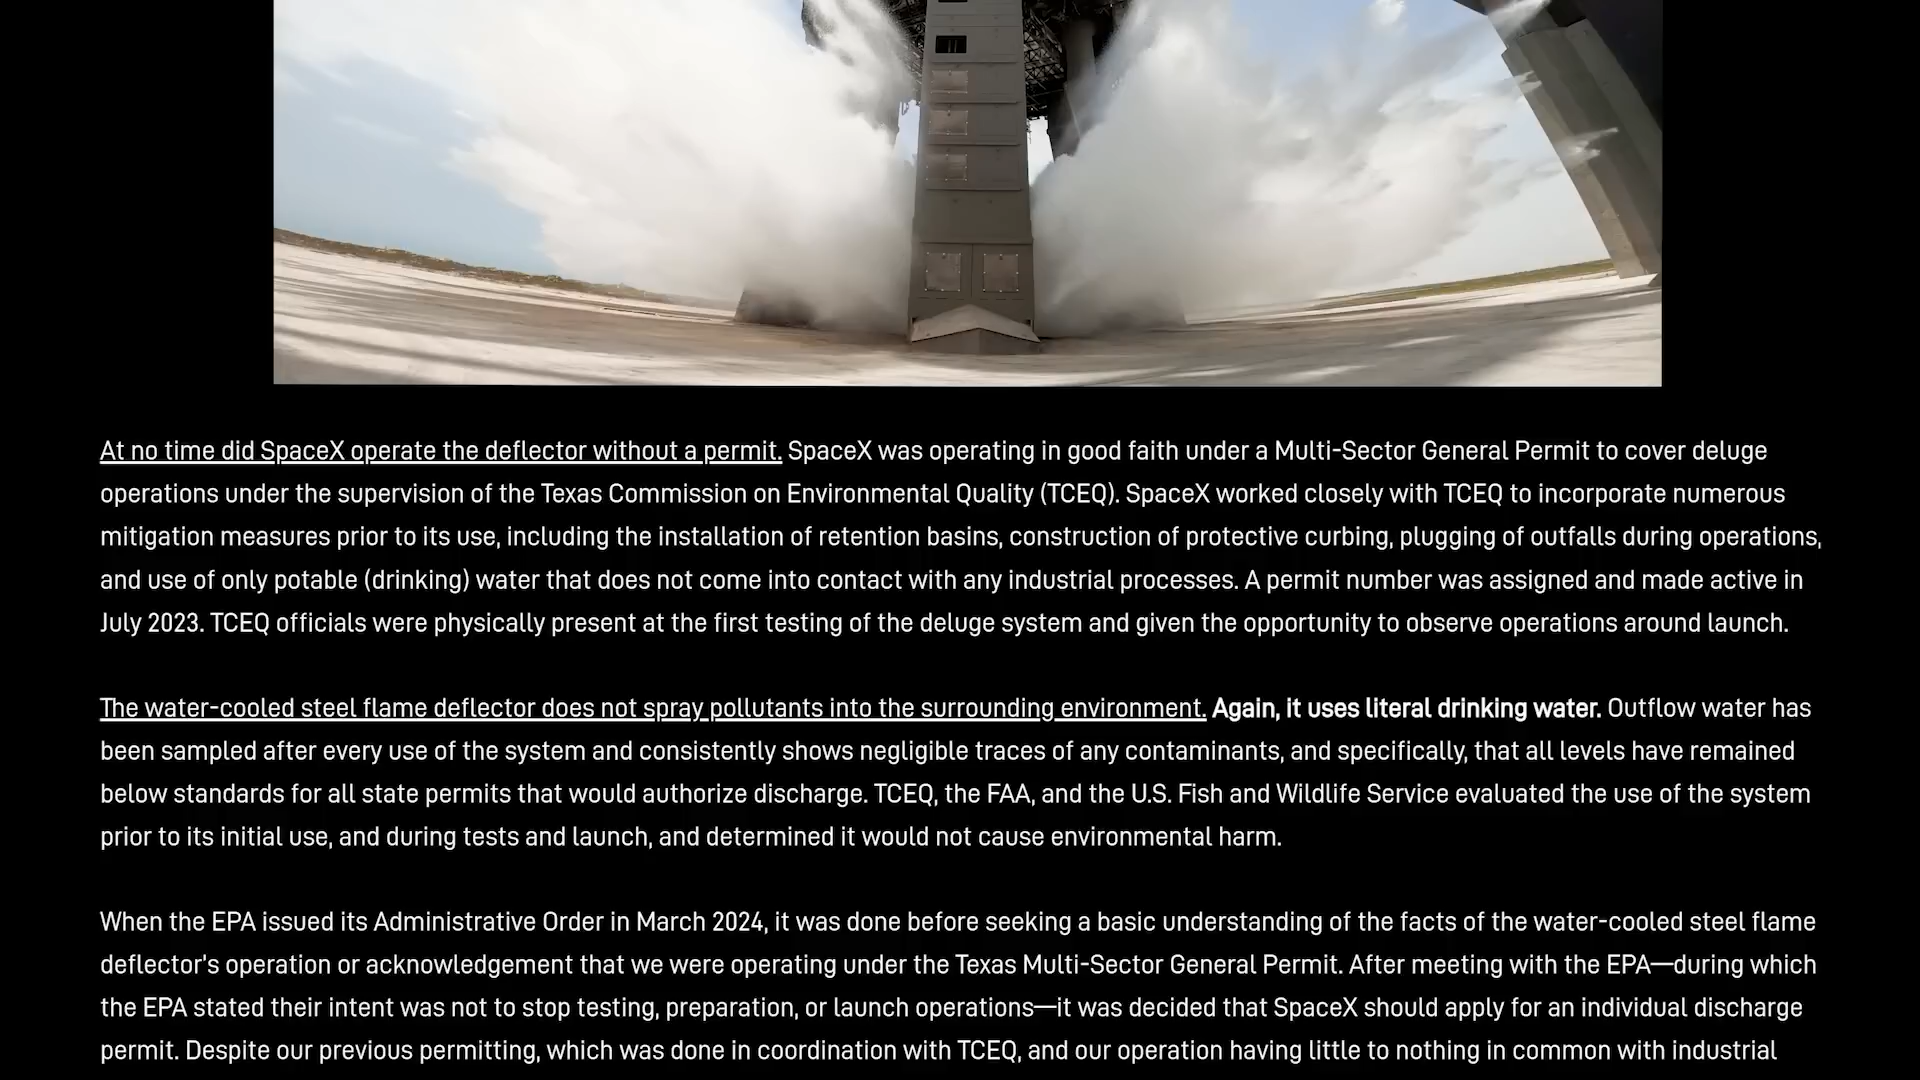 At no time did SpaceX operate the deflector without a permit. SpaceX was operating in good faith under a Multi-Sector General Permit to cover deluge
operations under the supervision of the Texas Commission on Environmental Quality (TCEQ). SpaceX worked closely with TCEQ to incorporate numerous
mitigation measures prior to its use, including the installation of retention basins, construction of protective curbing, plugging of outfalls during operations,
and use of only potable (drinking) water that does not come into contact with any industrial processes. A permit number was assigned and made active in
July 2023. TCEQ officials were physically present at the first testing of the deluge system and given the opportunity to observe operations around launch.
The water-cooled steel flame deflector does not spray pollutants into the surrounding environment. Again, it uses literal drinking water. Outflow water has
been sampled after every use of the system and consistently shows negligible traces of any contaminants, and specifically, that all levels have remained
below standards for all state permits that would authorize discharge. TCEQ, the FAA, and the U.S. Fish and Wildlife Service evaluated the use of the system
prior to its initial use, and during tests and launch, and determined it would not cause environmental harm.
When the EPA issued its Administrative Order in March 2024, it was done before seeking a basic understanding of the facts of the water-cooled steel flame
deflector's operation or acknowledgement that we were operating under the Texas Multi-Sector General Permit. After meeting with the EPA—during which
the EPA stated their intent was not to stop testing, preparation, or launch operations—it was decided that SpaceX should apply for an individual discharge
permit. Despite our previous permitting, which was done in coordination with TCEQ, and our operation having little to nothing in common with industrial